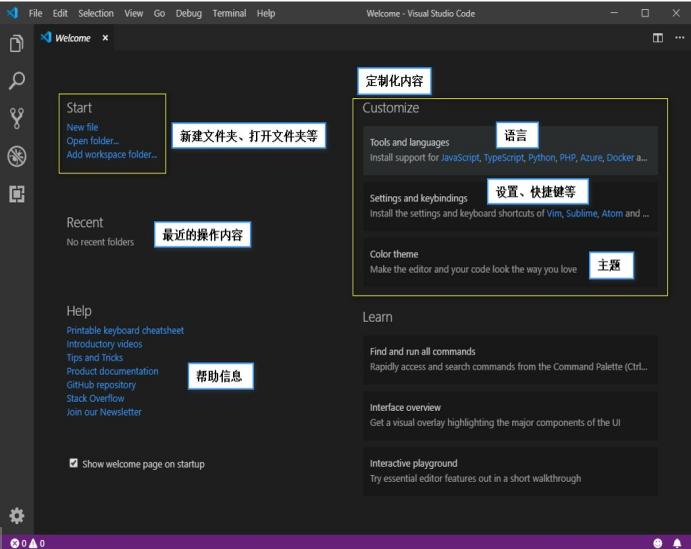 File Edit Selection View Go Debug Terminal Help
Welcome - Visual Studio Code
Welcome
定制化内容
Start
New file
Open folder...
Add workspace folder...
新建文件夹、打开文件夹等
Recent
No recent folders
最近的操作内容
Help
Printable keyboard cheatsheet
Introductory videos
Tips and Tricks
Product documentation
GitHub repository
Stack Overflow
Join our Newsletter
帮助信息
Show welcome page on startup
Customize
Tools and languages
语言
Install support for JavaScript, TypeScript, Python, PHP, Azure, Docker a...
Settings and keybindings
设置、快捷键等
Install the settings and keyboard shortcuts of Vim, Sublime, Atom and ...
Color theme
Make the editor and your code look the way you love
主题
Learn
Find and run all commands
Rapidly access and search commands from the Command Palette (Ctrl...
Interface overview
Get a visual overlay highlighting the major components of the UI
Interactive playground
Try essential editor features out in a short walkthrough
0 0